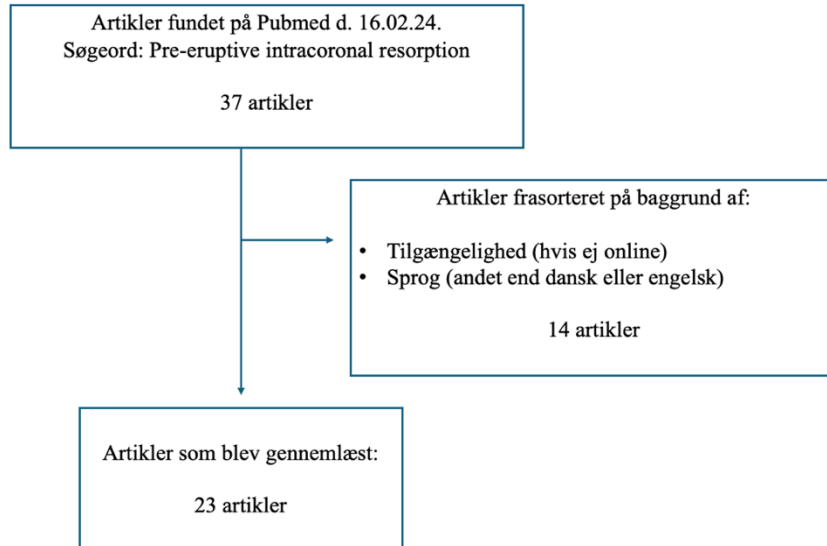 Artikler fundet på Pubmed d. 16.02.24.
Søgeord: Pre-eruptive intracoronal resorption
37 artikler
Artikler frasorteret på baggrund af:
• Tilgængelighed (hvis ej online)
• Sprog (andet end dansk eller engelsk)
14 artikler
Artikler som blev gennemlæst:
23 artikler